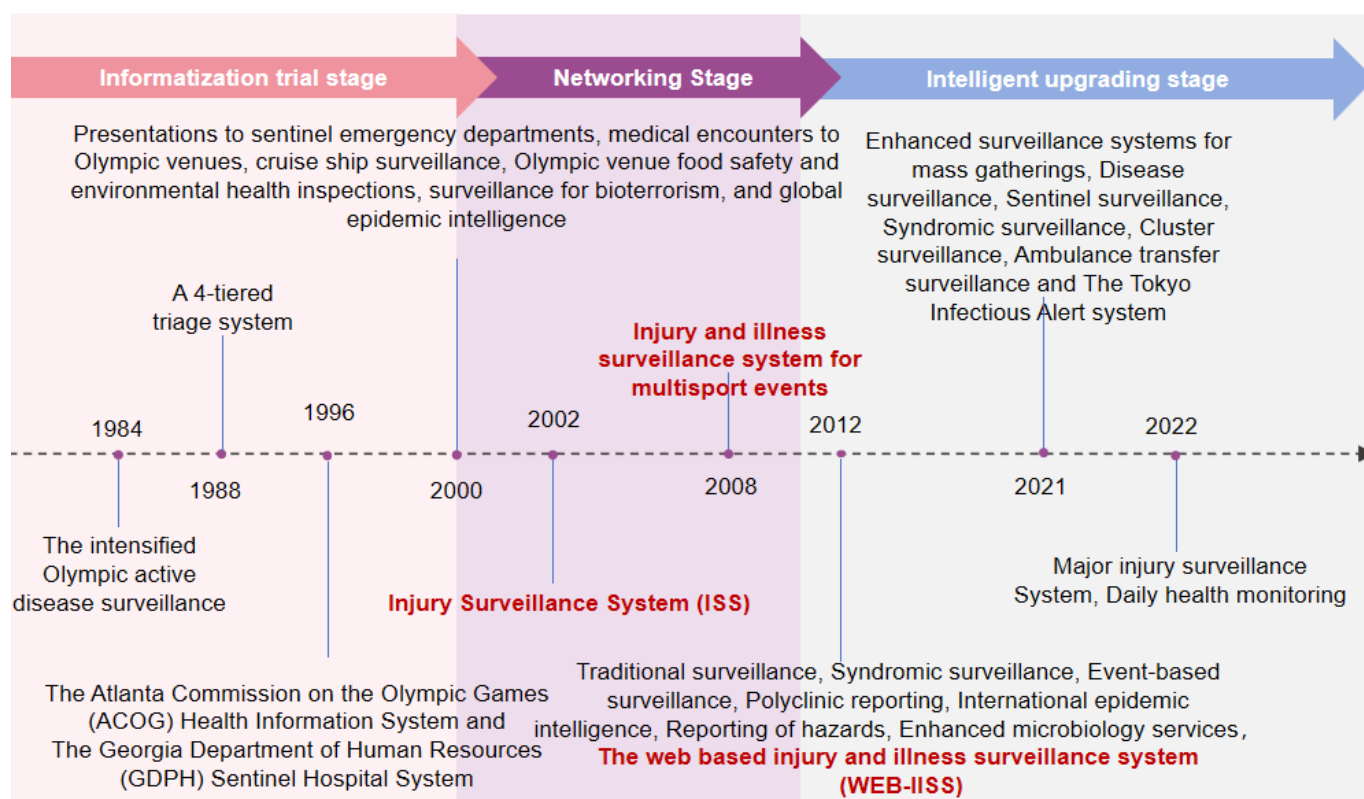 Informatization trial stage
Networking Stage
Intelligent upgrading stage
Presentations to sentinel emergency departments, medical encounters to
Olympic venues, cruise ship surveillance, Olympic venue food safety and
environmental health inspections, surveillance for bioterrorism, and global
epidemic intelligence
Enhanced surveillance systems for
mass gatherings, Disease
surveillance, Sentinel surveillance,
Syndromic surveillance, Cluster
surveillance, Ambulance transfer
surveillance and The Tokyo
Infectious Alert system
A 4-tiered
triage system
Injury and illness
surveillance system for
multisport events
1984
1996
2002
2012
2022
1988
2000
2008
2021
The intensified
Olympic active
disease surveillance
Injury Surveillance System (ISS)
Major injury surveillance
System, Daily health monitoring
The Atlanta Commission on the Olympic Games
(ACOG) Health Information System and
The Georgia Department of Human Resources
(GDPH) Sentinel Hospital System
Traditional surveillance, Syndromic surveillance, Event-based
surveillance, Polyclinic reporting, International epidemic
intelligence, Reporting of hazards, Enhanced microbiology services,
The web based injury and illness surveillance system
(WEB-IISS)